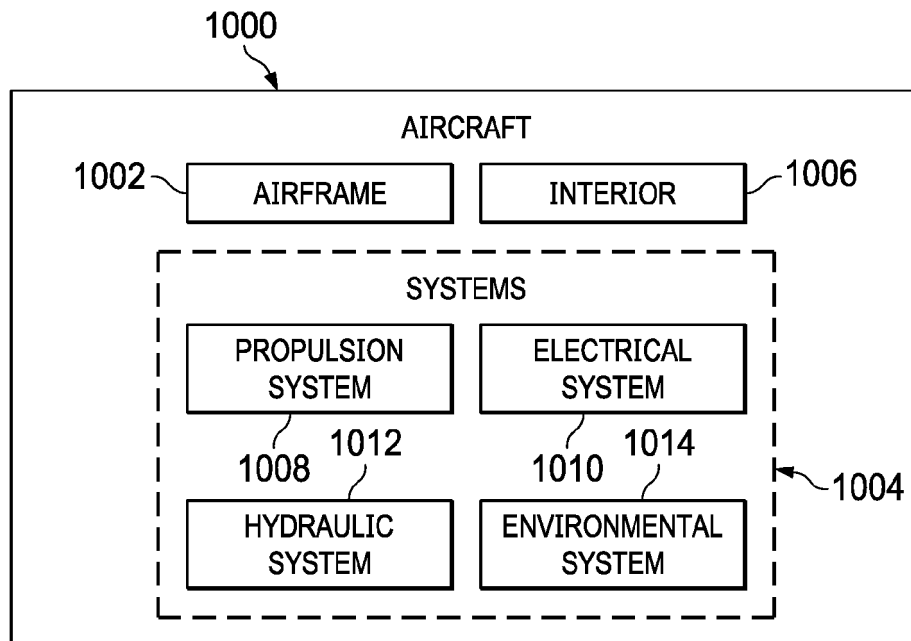 1000
AIRCRAFT
1002
AIRFRAME
INTERIOR
1006
SYSTEMS
PROPULSION
SYSTEM
ELECTRICAL
SYSTEM
1008
1012
1010
1014
1004
HYDRAULIC
SYSTEM
ENVIRONMENTAL
SYSTEM